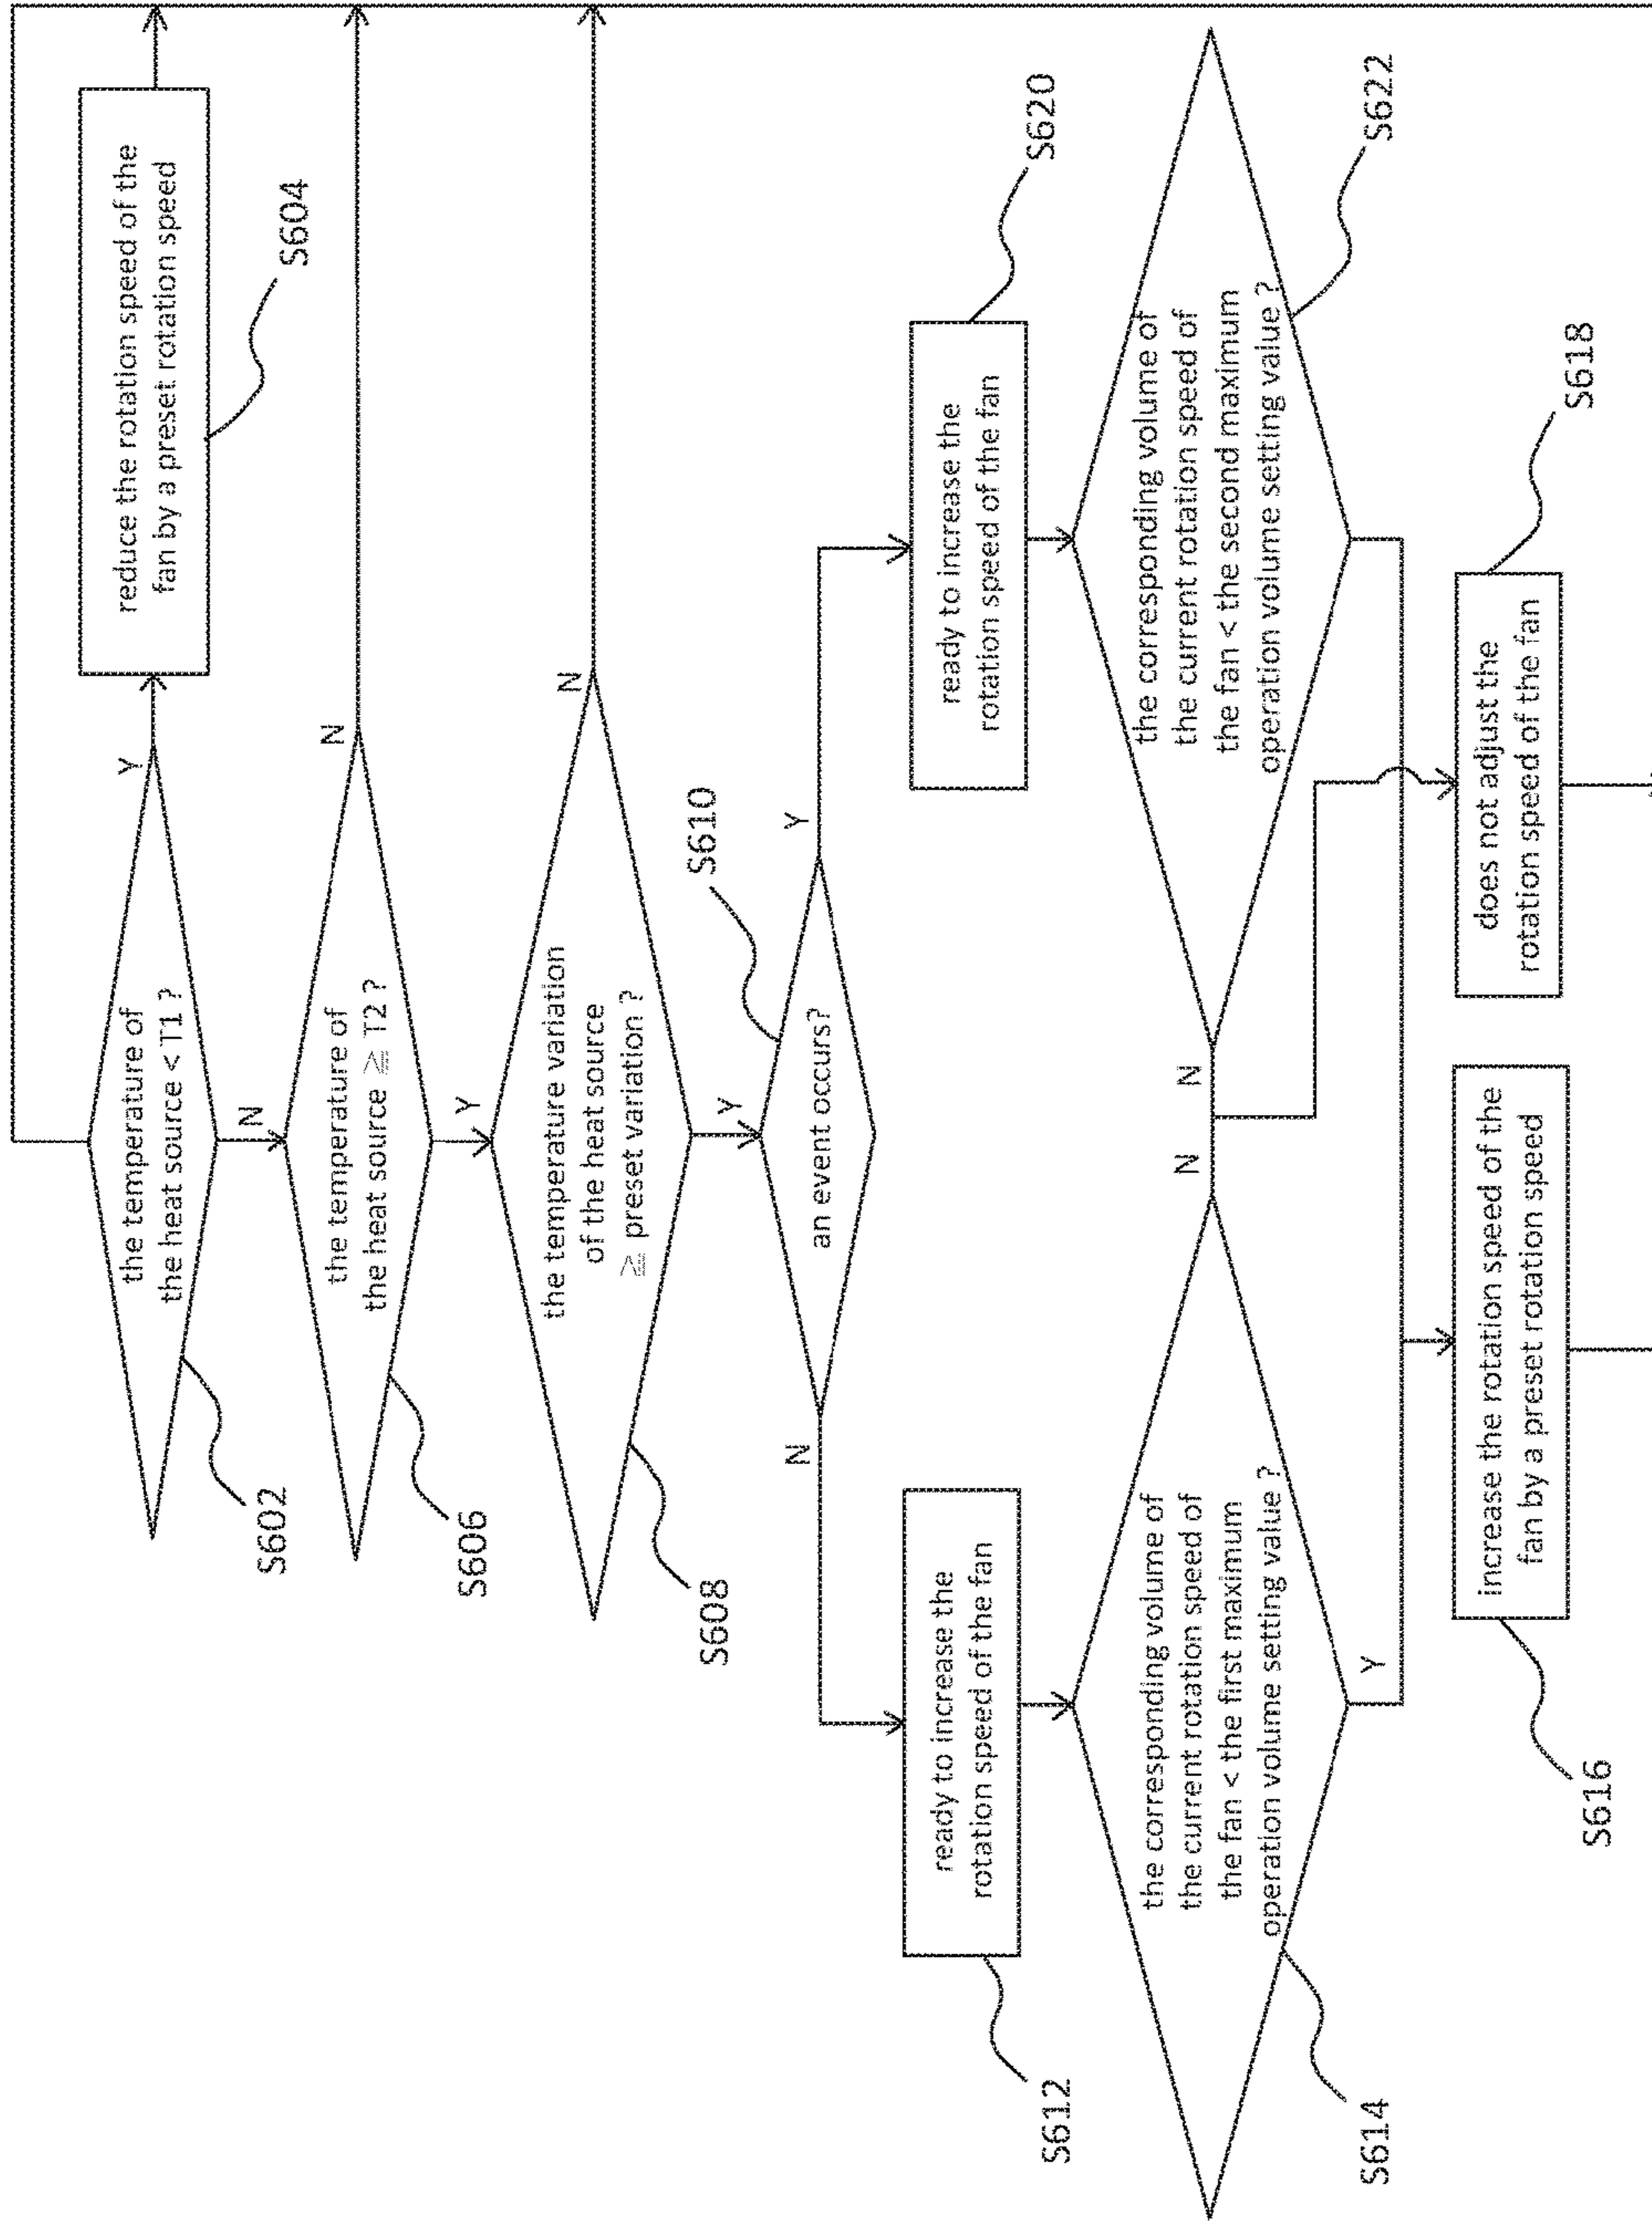 the temperature of
the heat source < T1 ?
S602
Y
N
reduce the rotation speed of the
fan by a preset rotation speed
S604
the temperature of
the heat source ≧ T2 ?
S606
N
Y
the temperature variation
of the heat source
≧ preset variation ?
S608
N
Y
an event occurs?
S610
N
Y
ready to increase the
rotation speed of the fan
S612
ready to increase the
rotation speed of the fan
S620
the corresponding volume of
the current rotation speed of
the fan < the first maximum
operation volume setting value ?
S614
N
Y
N
the corresponding volume of
the current rotation speed of
the fan < the second maximum
operation volume setting value ?
S622
increase the rotation speed of the
fan by a preset rotation speed
S616
does not adjust the
rotation speed of the fan
S618